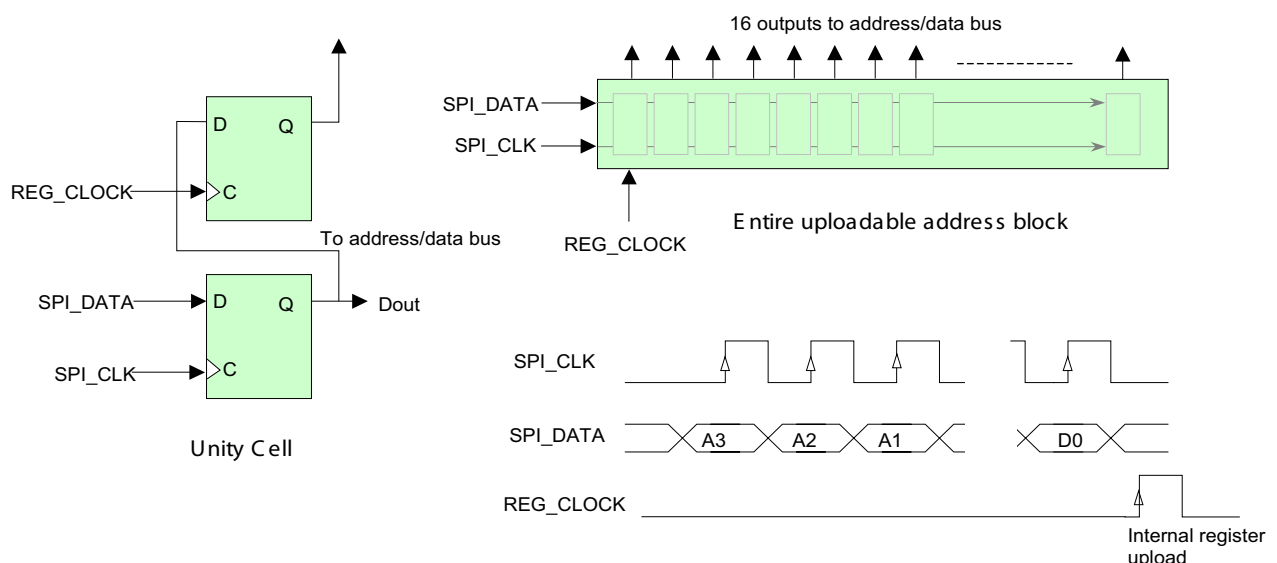 16 outputs to address/data bus
D
Q
REG_CLOCK
C
To address/data bus
SPI_DATA
D
Q
Dout
SPI_CLK
C
Unity Cell
SPI_DATA
SPI_CLK
REG_CLOCK
Entire uploadable address block
SPI_CLK
SPI_DATA
A3
A2
A1
D0
REG_CLOCK
Internal register
upload